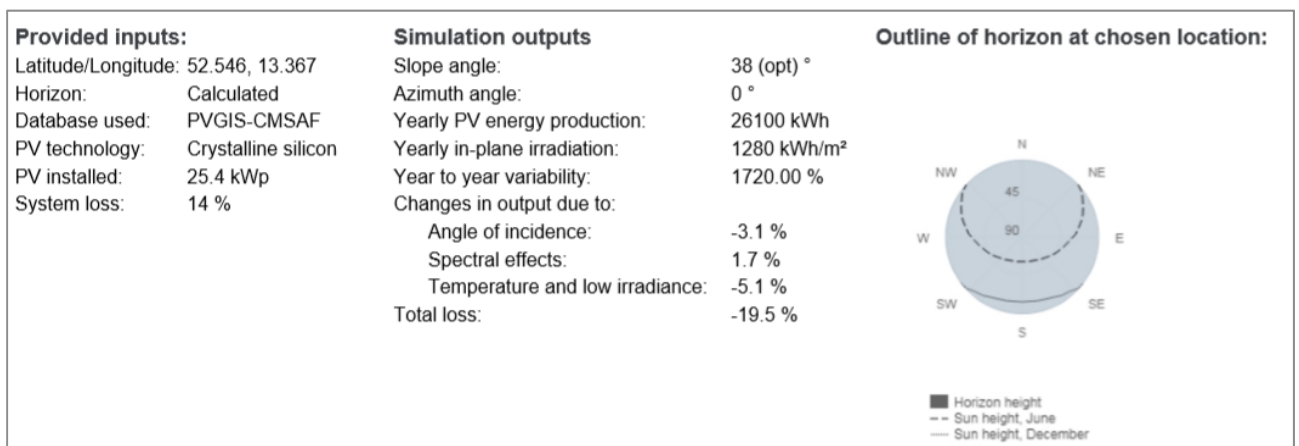 Provided inputs:
Latitude/Longitude: 52.546, 13.367
Horizon: Calculated
Database used: PVGIS-CMSAF
PV technology: Crystalline silicon
PV installed: 25.4 kWp
System loss: 14 %
Simulation outputs
Slope angle: 38 (opt) °
Azimuth angle: 0 °
Yearly PV energy production: 26100 kWh
Yearly in-plane irradiation: 1280 kWh/m²
Year to year variability: 1720.00 %
Changes in output due to:
Angle of incidence: -3.1 %
Spectral effects: 1.7 %
Temperature and low irradiance: -5.1 %
Total loss: -19.5 %
Outline of horizon at chosen location:
N
NW
NE
45
W
90
E
SW
SE
S
Horizon height
Sun height, June
Sun height, December